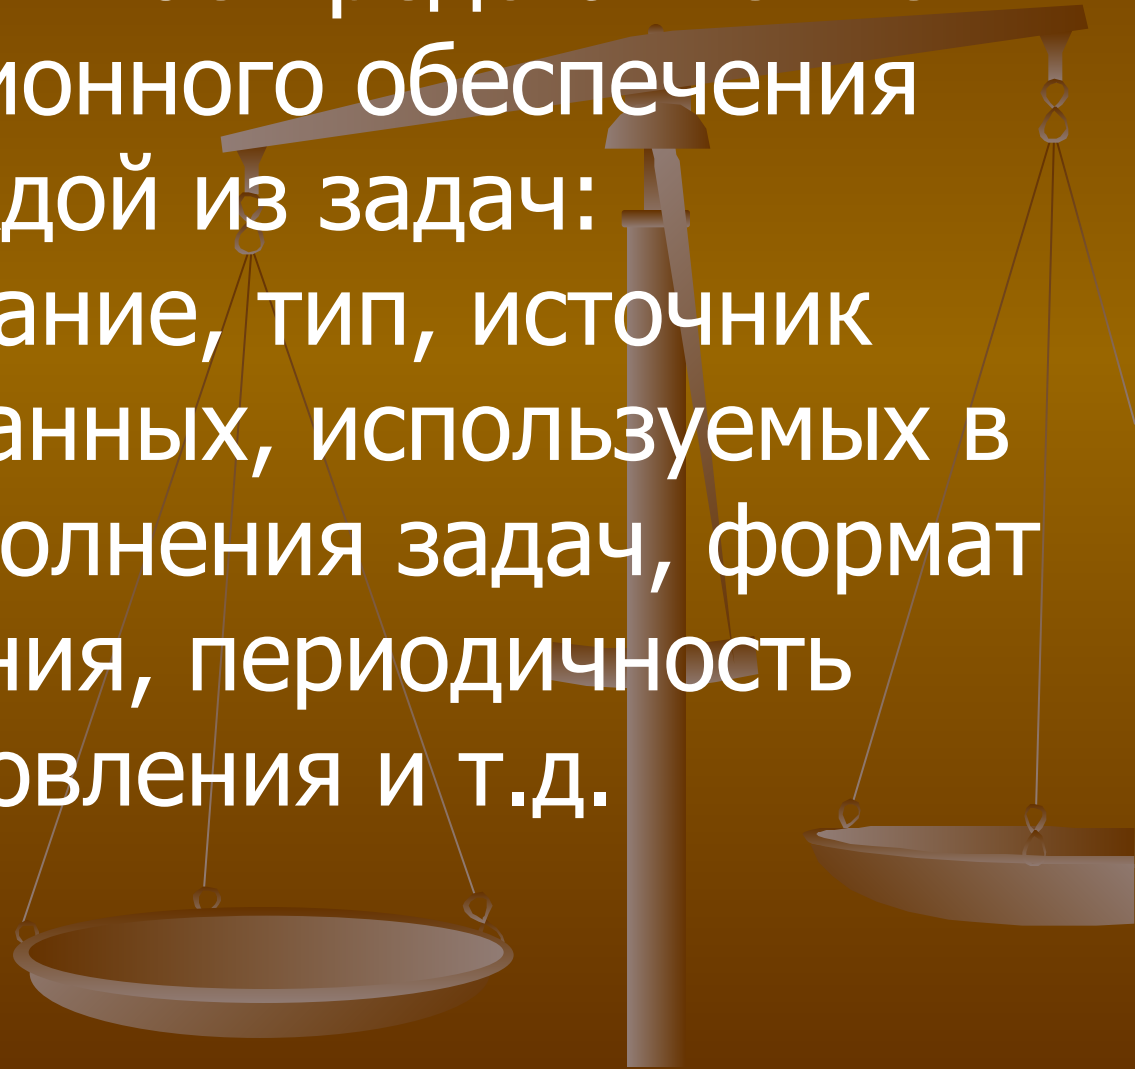 ионного обеспечения
дой из задач:
ание, тип, источник
анных, используемых в
олнения задач, формат
ния, периодичность
овления и т.д.